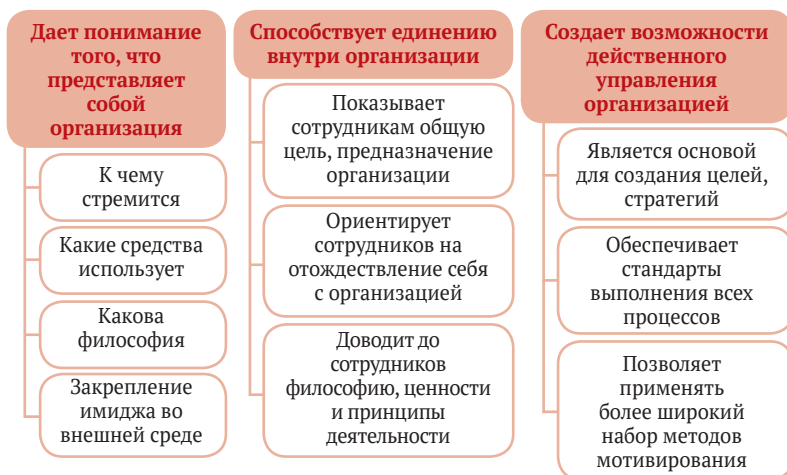 Дает понимание
того, что
представляет
собой
организация
К чему
стремится
Какие средства
использует
Какова
философия
Закрепление
имиджа во
внешней среде
Способствует единению
внутри организации
Показывает
сотрудникам общую
цель, предназначение
организации
Ориентирует
сотрудников на
отождествление себя
с организацией
Доводит до
сотрудников
философию, ценности
и принципы
деятельности
Создает возможности
действенного
управления
организацией
Является основой
для создания целей,
стратегий
Обеспечивает
стандарты
выполнения всех
процессов
Позволяет
применять
более широкий
набор методов
мотивирования